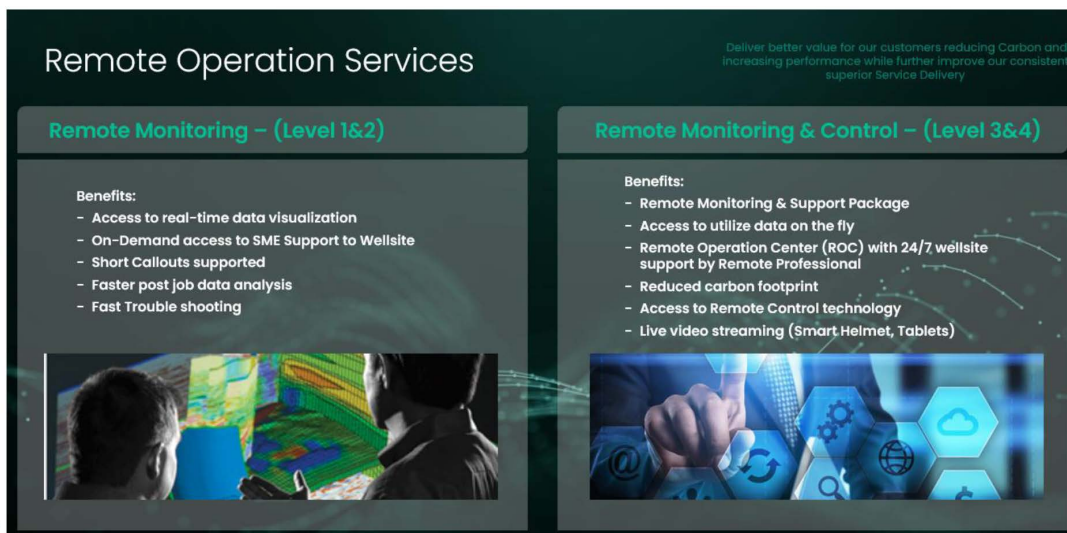 Remote Operation Services
Deliver better value for our customers reducing Carbon and
increasing performance while further improve our consistent
superior Service Delivery
Remote Monitoring – (Level 1&2)
Benefits:
- Access to real-time data visualization
- On-Demand access to SME Support to Wellsite
- Short Callouts supported
- Faster post job data analysis
- Fast Trouble shooting
Remote Monitoring & Control – (Level 3&4)
Benefits:
- Remote Monitoring & Support Package
- Access to utilize data on the fly
- Remote Operation Center (ROC) with 24/7 wellsite
support by Remote Professional
- Reduced carbon footprint
- Access to Remote Control technology
- Live video streaming (Smart Helmet, Tablets)
@
$